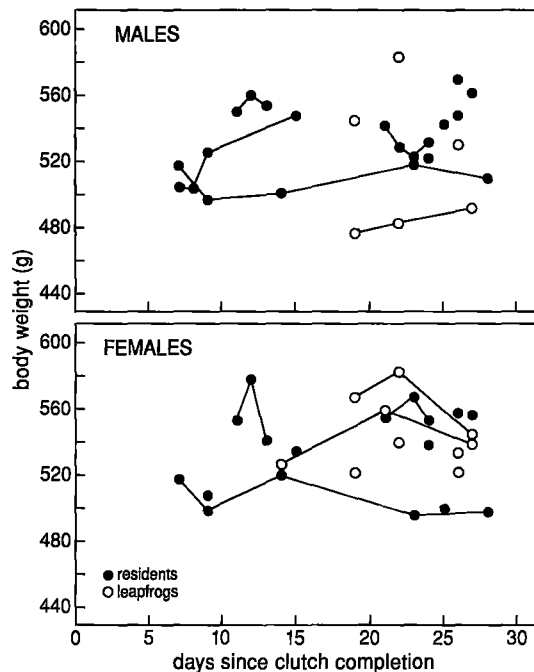 MALES
600
560
520
480
440
FEMALES
600
560
520
480
440
body weight (g)
residents
leapfrogs
0 5 10 15 20 25 30
days since clutch completion